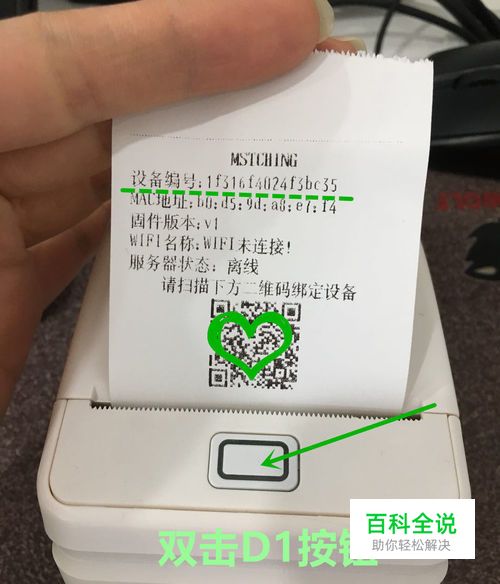 MSTCHING
设备编号:1f316f4024f3bc35
MAC地址:b0:d5:9d:a8:e7:f4
固件版本:v1
WIFI名称:WIFI未连接!
服务器状态: 离线
请扫描下方二维码绑定设备
双击D1按钮
百科全说
助你轻松解决